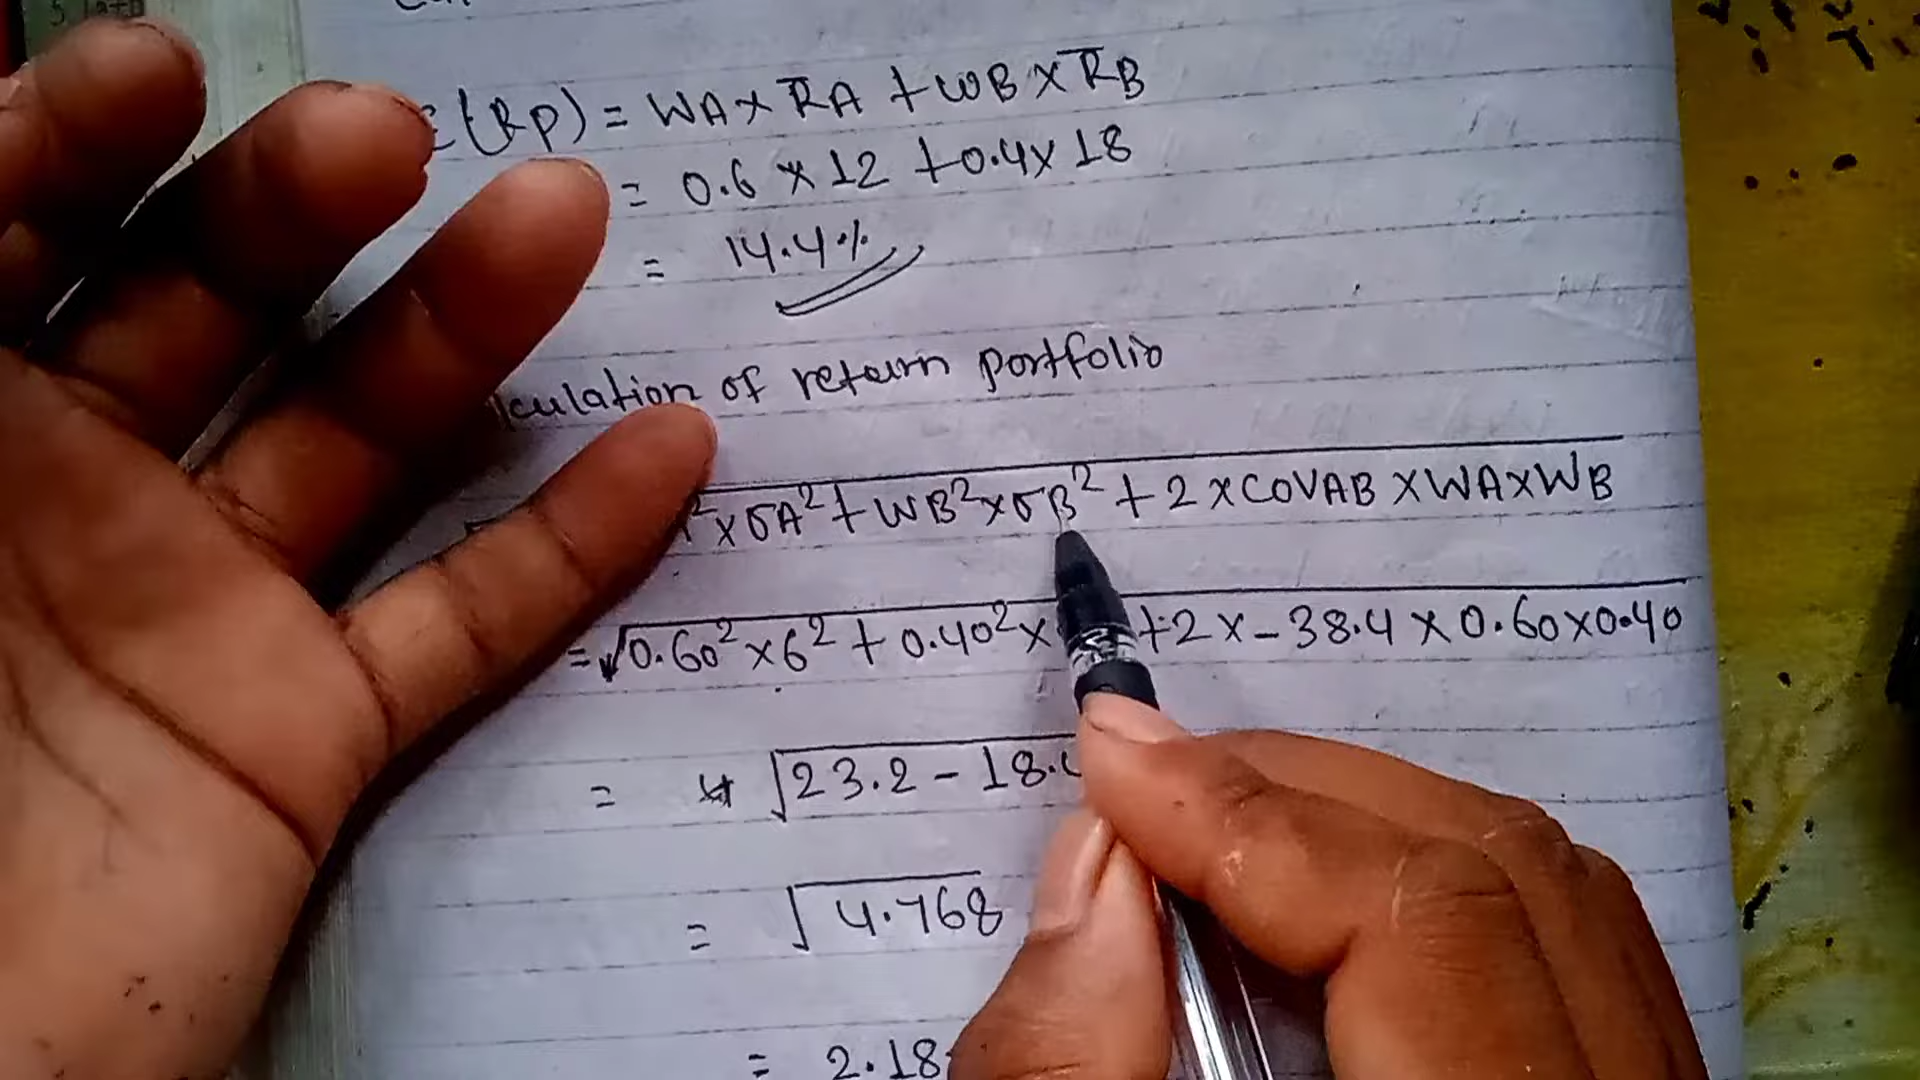 E(RP) = WA × R̅A + WB × R̅B
= 0.6 × 12 + 0.4 × 18
= 14.4%
lculation of return portfolio
² × σA² + WB² × σB² + 2 × COVAB × WA × WB
= √0.60² × 6² + 0.40² × + 2 × - 38.4 × 0.60 × 0.40
= √23.2 - 18.
= √4.768
= 2.18